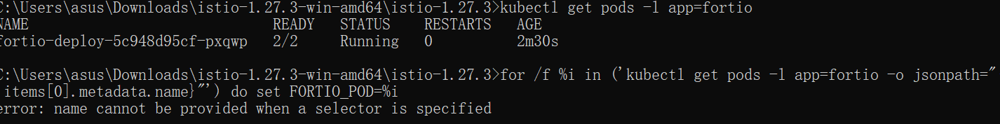 C:\Users\asus\Downloads\istio-1.27.3-win-amd64\istio-1.27.3>kubectl get pods -l app=fortio
NAME READY STATUS RESTARTS AGE
fortio-deploy-5c948d95cf-pxqwp 2/2 Running 0 2m30s
C:\Users\asus\Downloads\istio-1.27.3-win-amd64\istio-1.27.3>for /f %i in ('kubectl get pods -l app=fortio -o jsonpath="
.items[0].metadata.name}"') do set FORTIO_POD=%i
error: name cannot be provided when a selector is specified